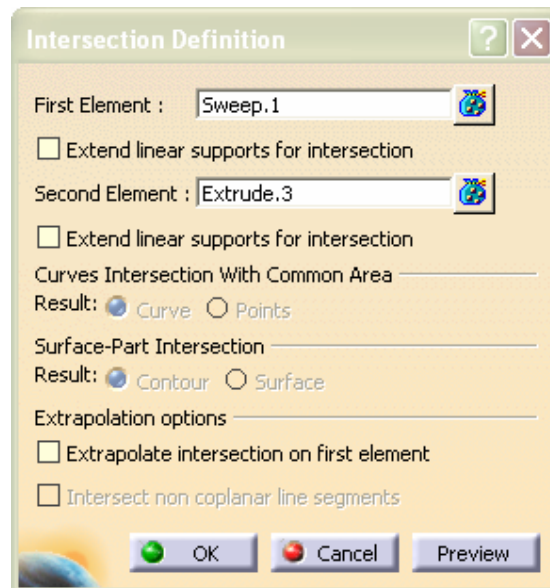 Intersection Definition
First Element : Sweep.1
Extend linear supports for intersection
Second Element : Extrude.3
Extend linear supports for intersection
Curves Intersection With Common Area
Result: Curve Points
Surface-Part Intersection
Result: Contour Surface
Extrapolation options
Extrapolate intersection on first element
Intersect non coplanar line segments
OK Cancel Preview